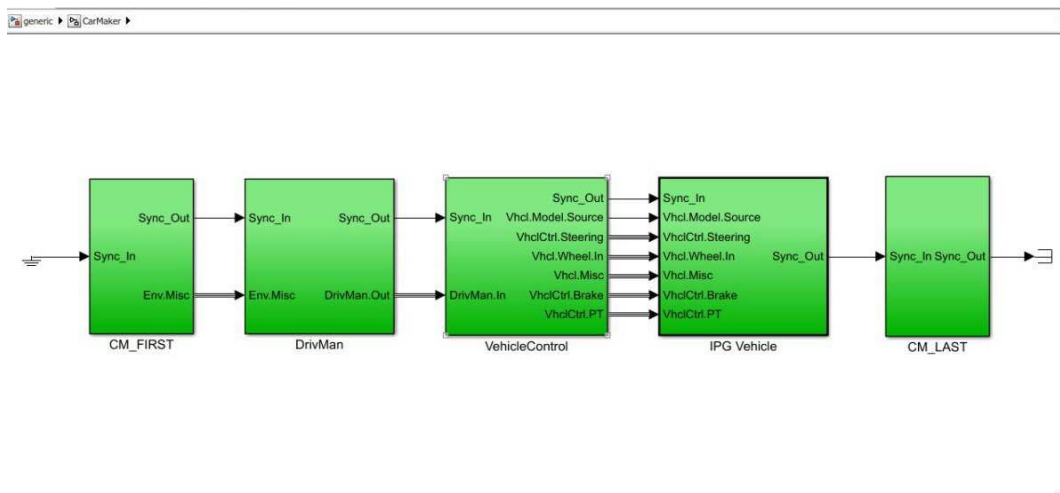 generic ▶ CarMaker ▶
Sync_In
Sync_Out
Env.Misc
CM_FIRST
Sync_In
Env.Misc
Sync_Out
DrivMan.Out
DrivMan
Sync_In
DrivMan.In
Sync_Out
Vhcl.Model.Source
VhclCtrl.Steering
Vhcl.Wheel.In
Vhcl.Misc
VhclCtrl.Brake
VhclCtrl.PT
VehicleControl
Sync_In
Vhcl.Model.Source
VhclCtrl.Steering
Vhcl.Wheel.In
Vhcl.Misc
VhclCtrl.Brake
VhclCtrl.PT
Sync_Out
IPG Vehicle
Sync_In Sync_Out
CM_LAST